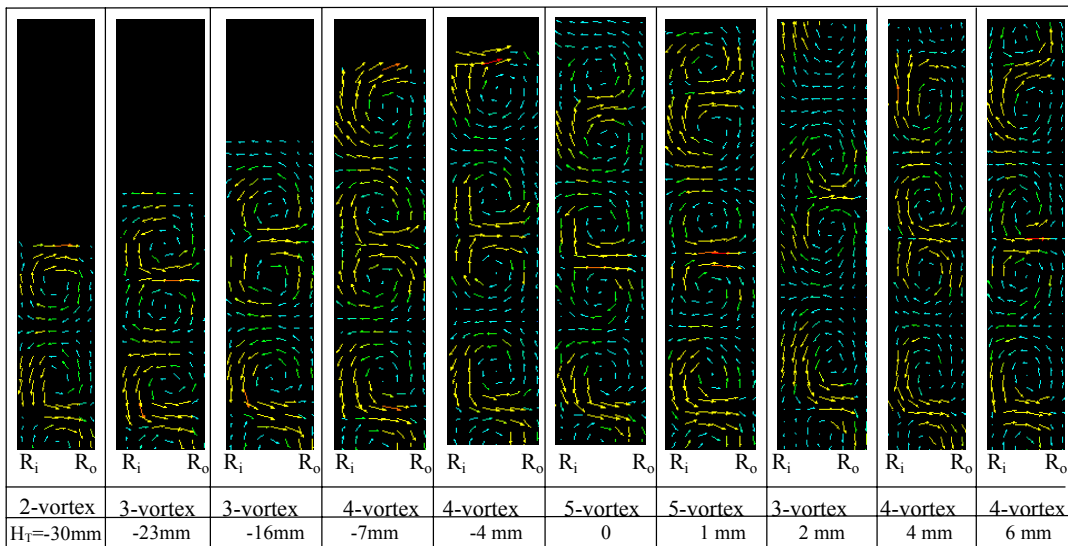 Ri Ro Ri Ro Ri Ro Ri Ro Ri Ro Ri Ro Ri Ro Ri Ro Ri Ro Ri Ro
2-vortex 3-vortex 3-vortex 4-vortex 4-vortex 5-vortex 5-vortex 3-vortex 4-vortex 4-vortex
HT=-30mm -23mm -16mm -7mm -4 mm 0 1 mm 2 mm 4 mm 6 mm